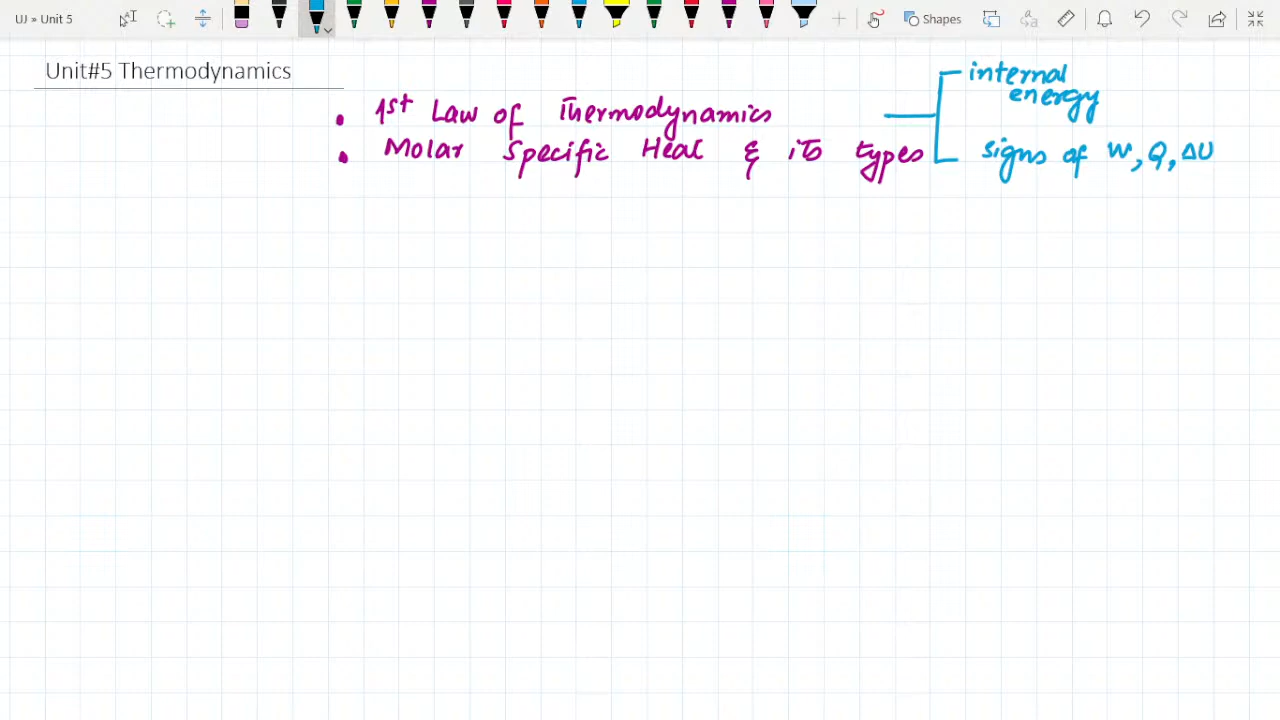 UJ » Unit 5
Shapes
Unit#5 Thermodynamics
• 1st Law of Thermodynamics
• Molar Specific Heat & its types
internal
energy
signs of W, Q, ΔU